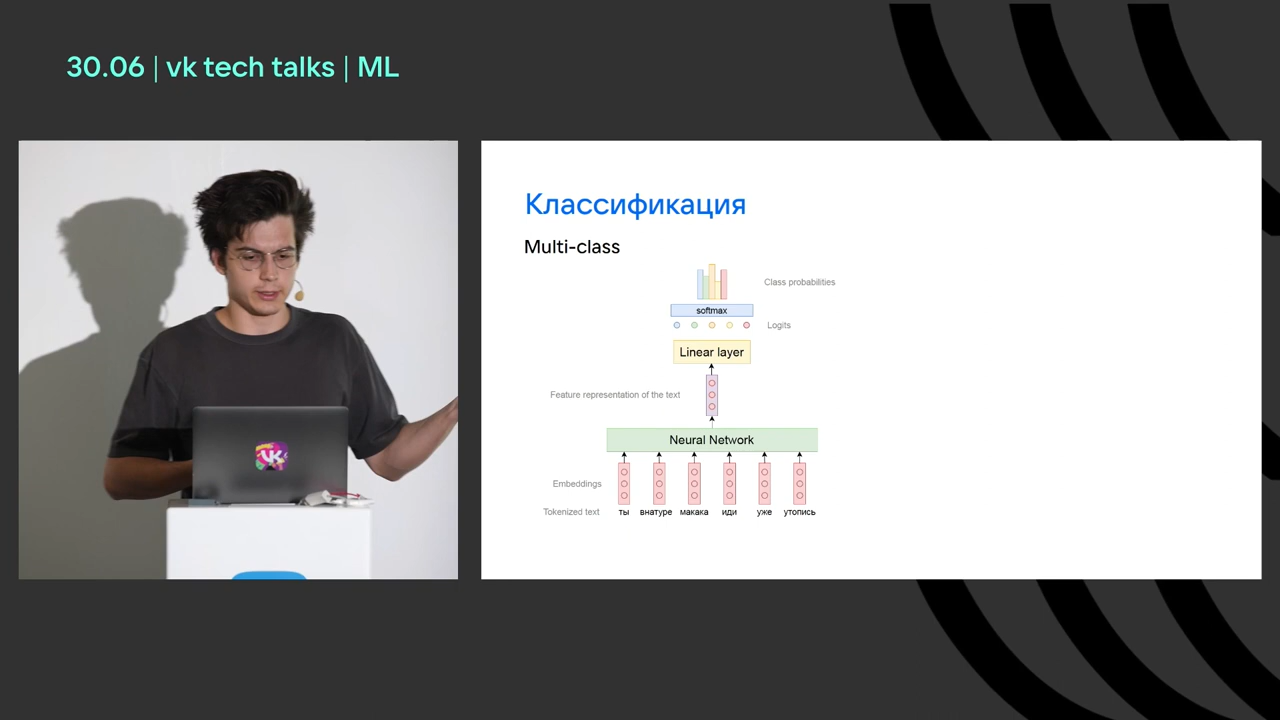 30.06 | vk tech talks | ML
Классификация
Multi-class
Class probabilities
softmax
Logits
Linear layer
Feature representation of the text
Neural Network
Embeddings
Tokenized text ты внатуре макака иди уже утопись
VK